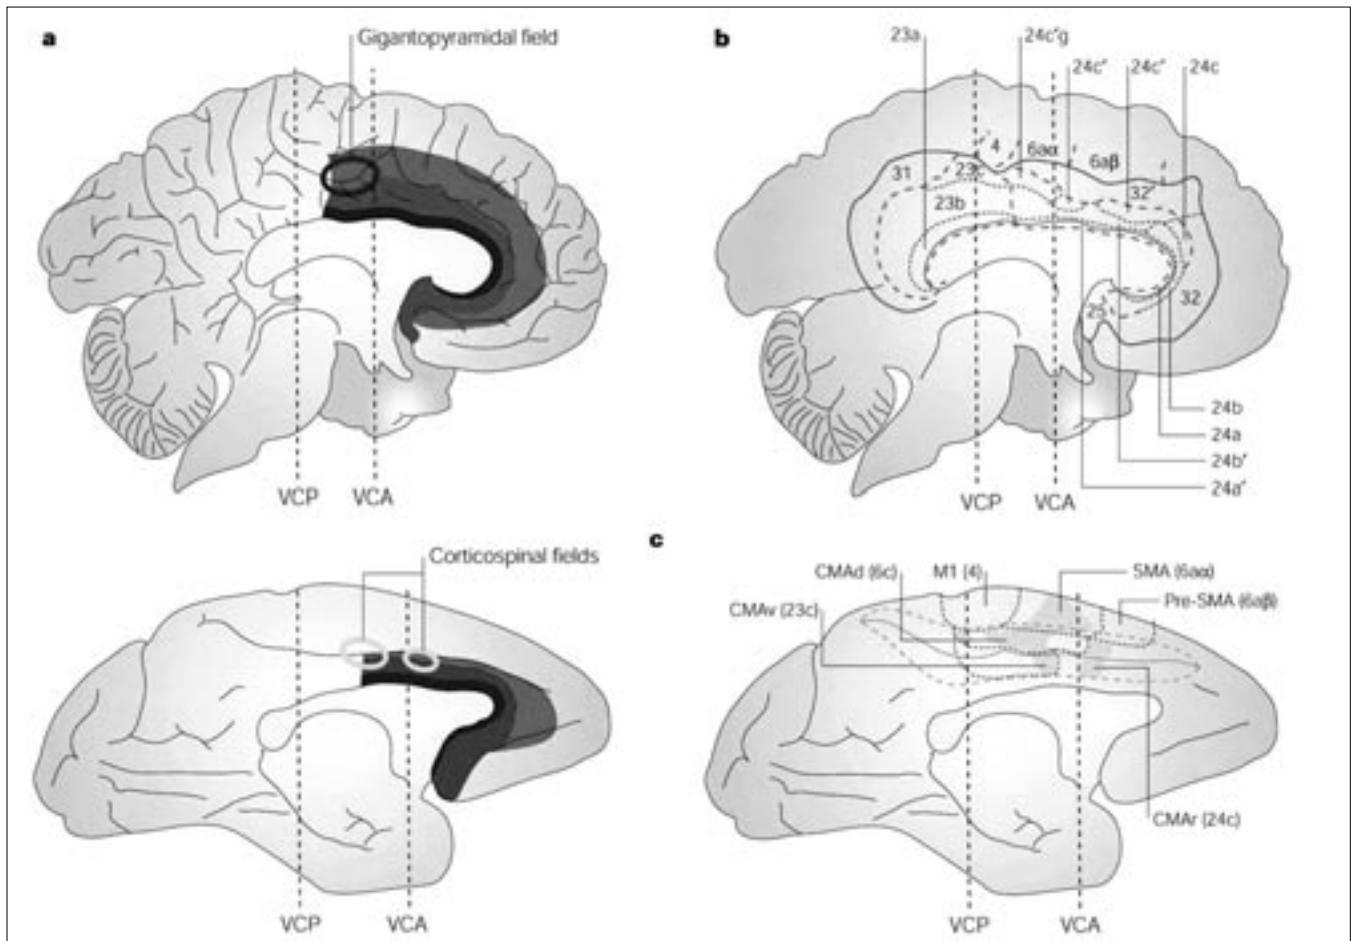 a
Gigantopyramidal field
VCP VCA
b
23a
24c'g
24c'
24c'
24c
4
6aα
6aβ
31
23c
32'
23b
32
25
24b
24a
24b'
24a'
VCP VCA
Corticospinal fields
VCP VCA
c
CMAd (6c)
M1 (4)
SMA (6aα)
CMAv (23c)
Pre-SMA (6aβ)
CMAr (24c)
VCP VCA